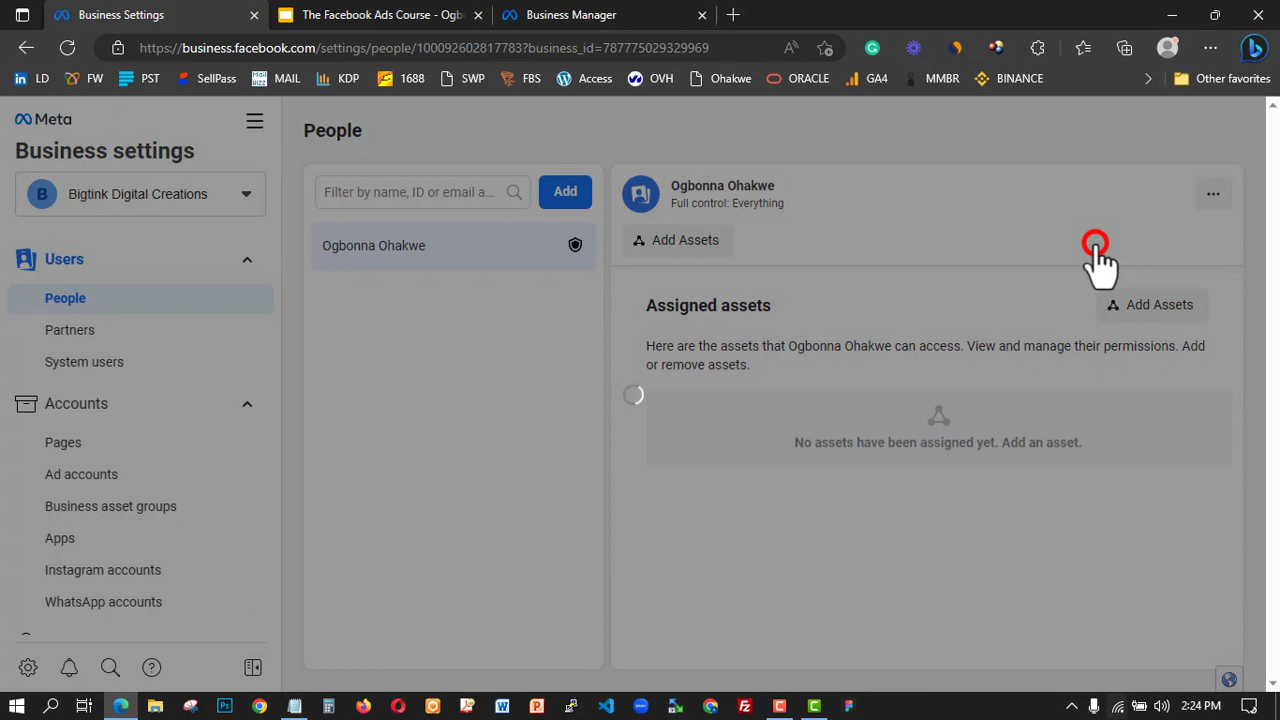 Business Settings
The Facebook Ads Course - Ogb
Business Manager
https://business.facebook.com/settings/people/100092602817783?business_id=787775029329969
LD
FW
PST
SellPass
MAIL
KDP
1688
SWP
FBS
Access
OVH
Ohakwe
ORACLE
GA4
MMBR
BINANCE
Other favorites
Meta
Business settings
B
Bigtink Digital Creations
Users
People
Partners
System users
Accounts
Pages
Ad accounts
Business asset groups
Apps
Instagram accounts
WhatsApp accounts
People
Filter by name, ID or email a...
Add
Ogbonna Ohakwe
Ogbonna Ohakwe
Full control: Everything
Add Assets
Assigned assets
Add Assets
Here are the assets that Ogbonna Ohakwe can access. View and manage their permissions. Add
or remove assets.
No assets have been assigned yet. Add an asset.
2:24 PM